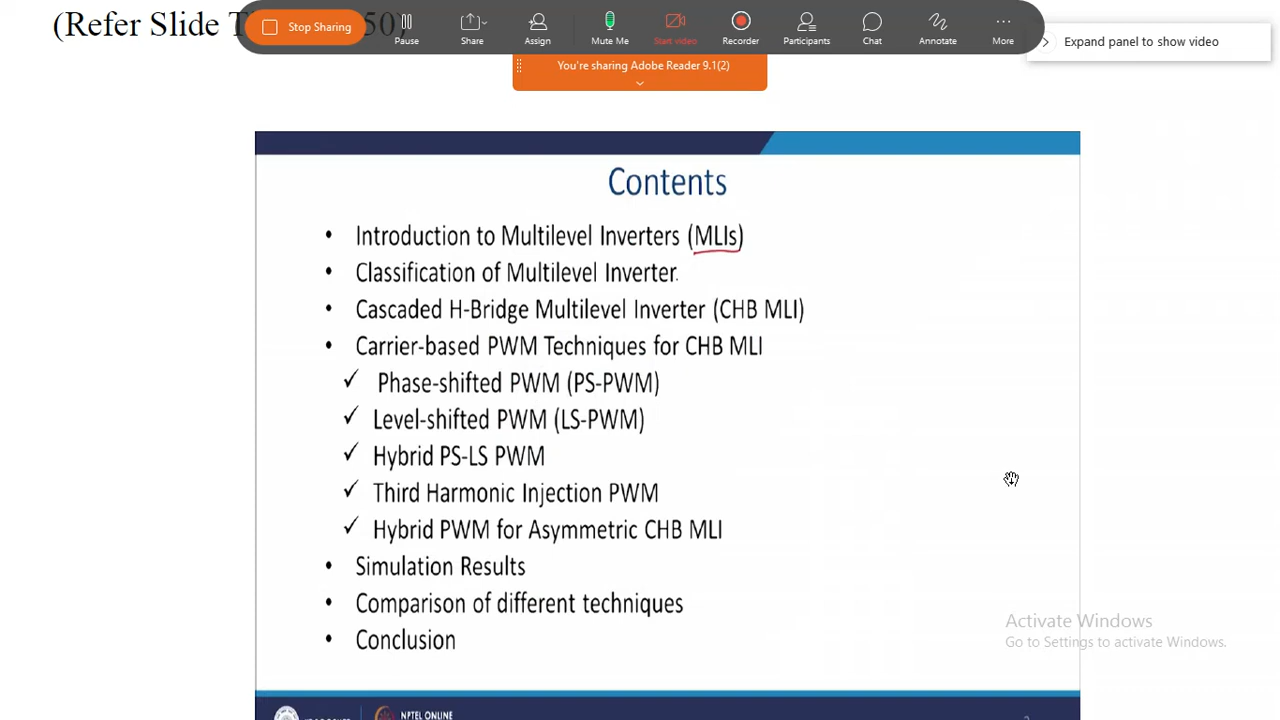 (Refer Slide T 50)
Stop Sharing
Pause
Share
Assign
Mute Me
Start video
Recorder
Participants
Chat
Annotate
More
Expand panel to show video
You're sharing Adobe Reader 9.1(2)
Contents
• Introduction to Multilevel Inverters (MLIs)
• Classification of Multilevel Inverter
• Cascaded H-Bridge Multilevel Inverter (CHB MLI)
• Carrier-based PWM Techniques for CHB MLI
✓ Phase-shifted PWM (PS-PWM)
✓ Level-shifted PWM (LS-PWM)
✓ Hybrid PS-LS PWM
✓ Third Harmonic Injection PWM
✓ Hybrid PWM for Asymmetric CHB MLI
• Simulation Results
• Comparison of different techniques
• Conclusion
Activate Windows
Go to Settings to activate Windows.
NPTEL ONLINE